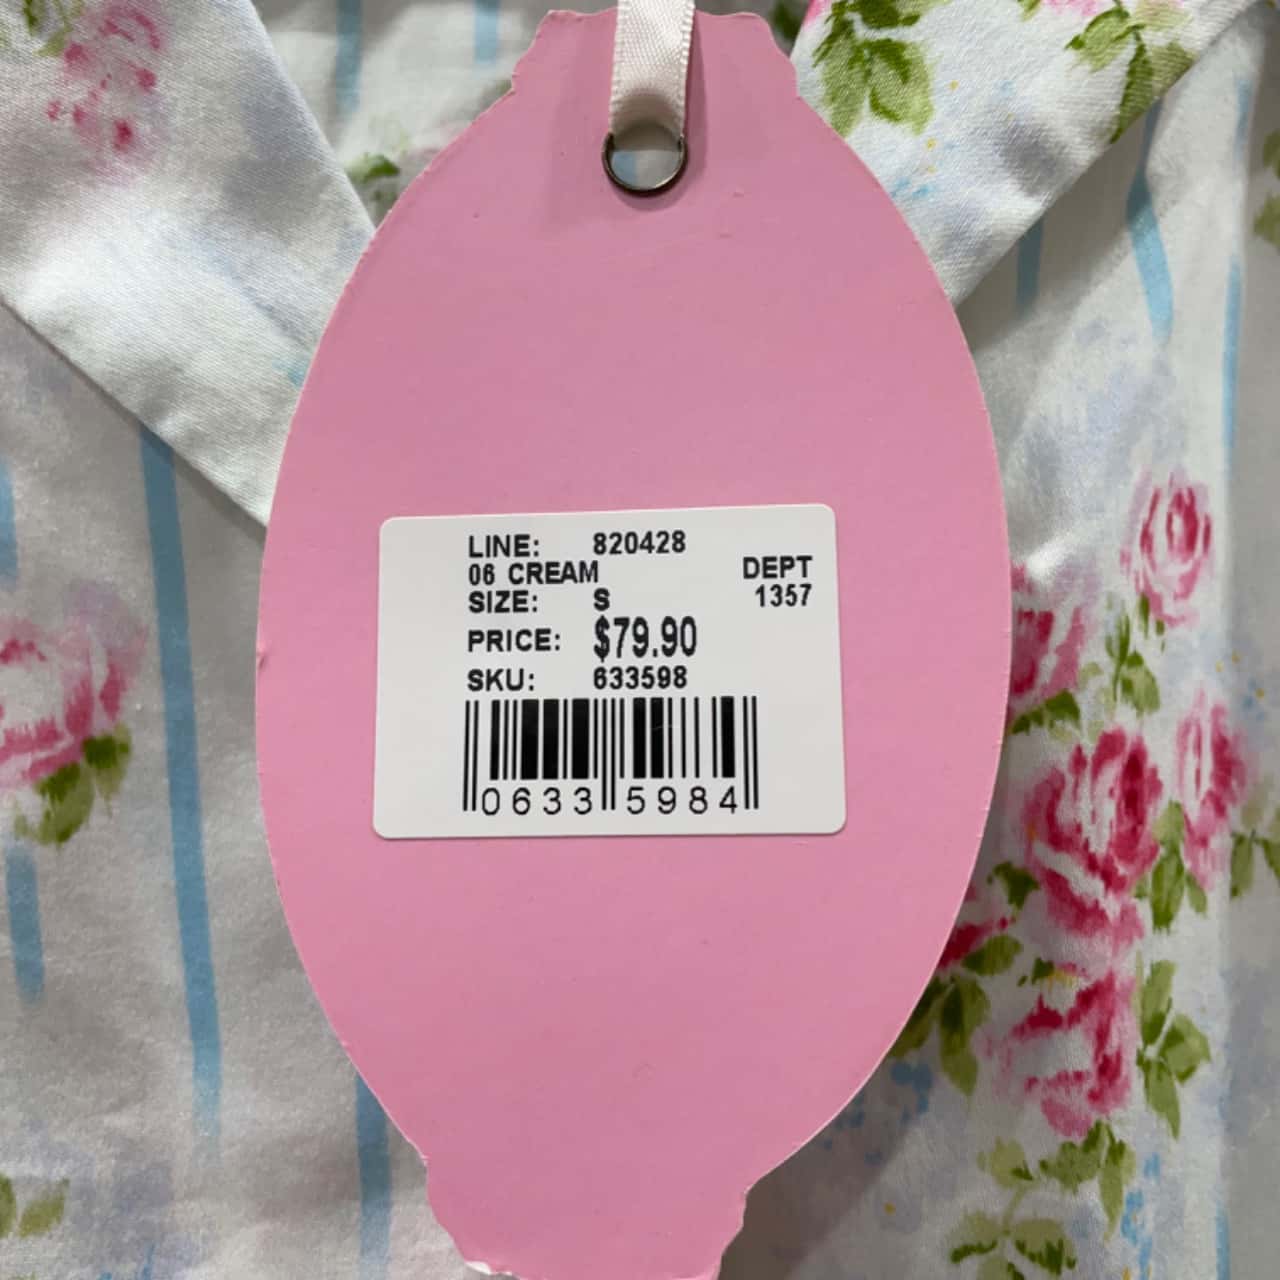 LINE: 820428
06 CREAM DEPT
SIZE: S 1357
PRICE: $79.90
SKU: 633598
0633 5984